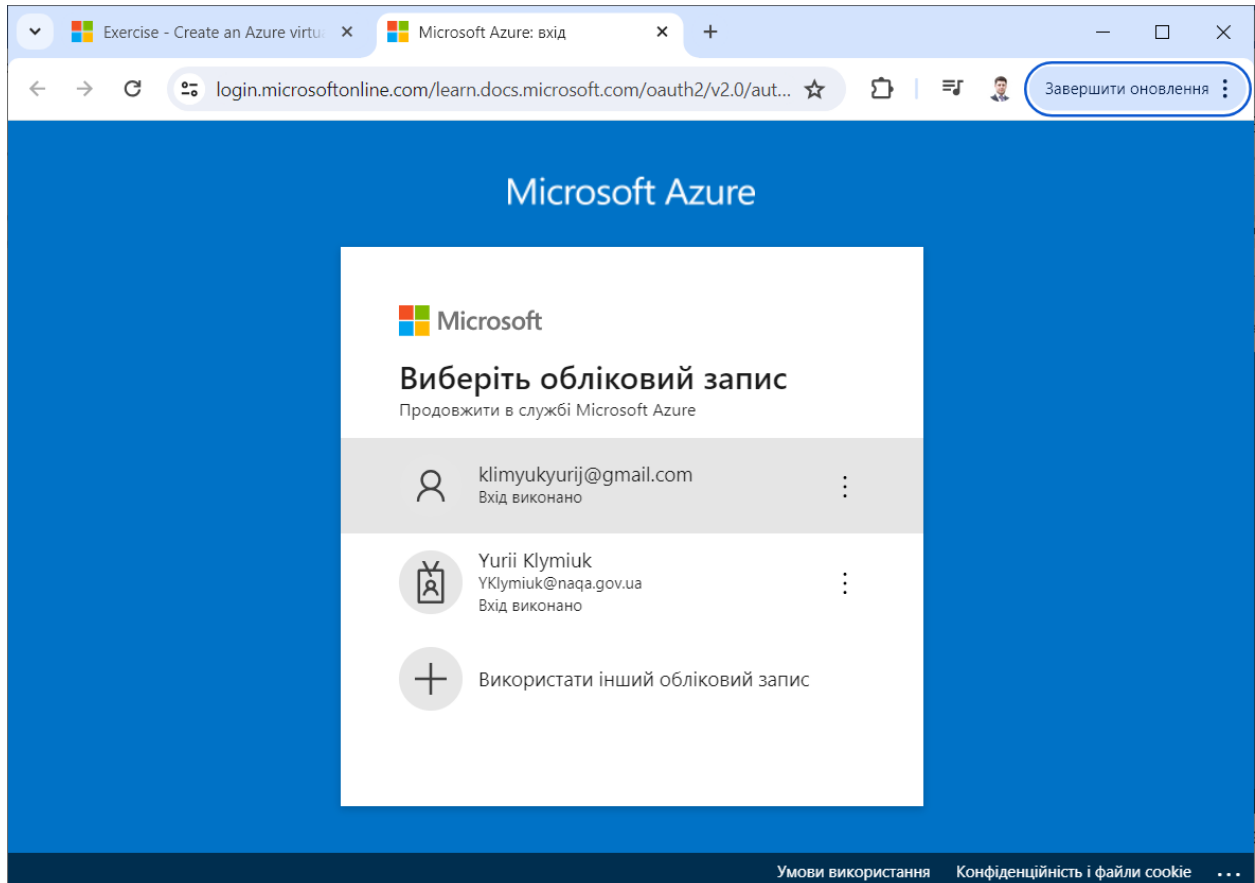 Exercise - Create an Azure virtu
Microsoft Azure: вхід
login.microsoftonline.com/learn.docs.microsoft.com/oauth2/v2.0/aut...
Завершити оновлення
Microsoft Azure
Microsoft
Виберіть обліковий запис
Продовжити в службі Microsoft Azure
klimyukyurij@gmail.com
Вхід виконано
Yurii Klymiuk
YKlymiuk@naqa.gov.ua
Вхід виконано
Використати інший обліковий запис
Умови використання Конфіденційність і файли cookie ...